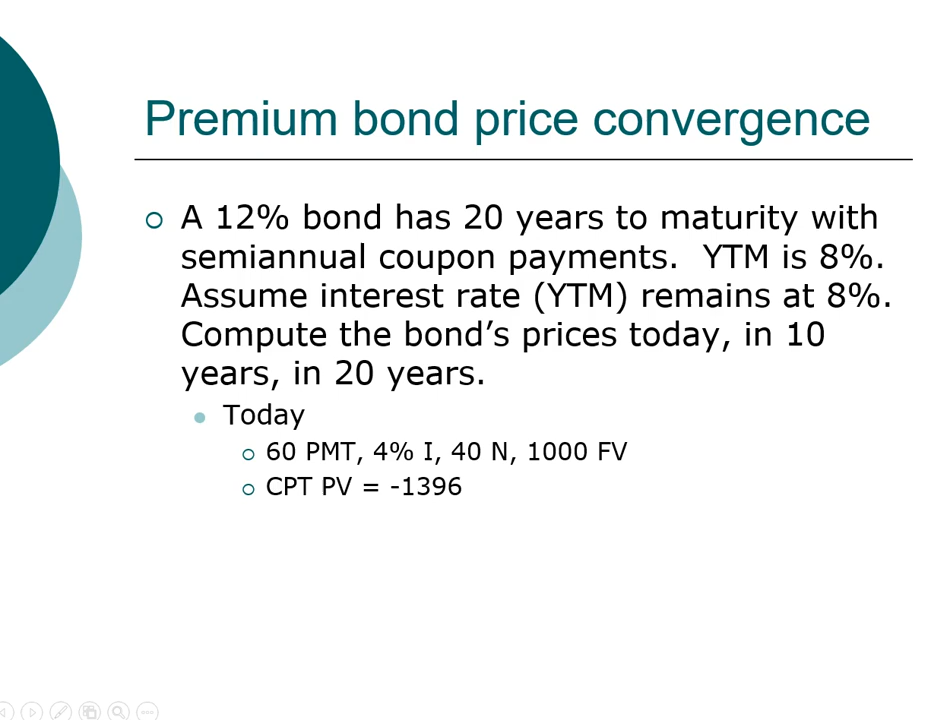 Premium bond price convergence
A 12% bond has 20 years to maturity with
semiannual coupon payments.  YTM is 8%.
Assume interest rate (YTM) remains at 8%.
Compute the bond's prices today, in 10
years, in 20 years.
Today
60 PMT, 4% I, 40 N, 1000 FV
CPT PV = -1396